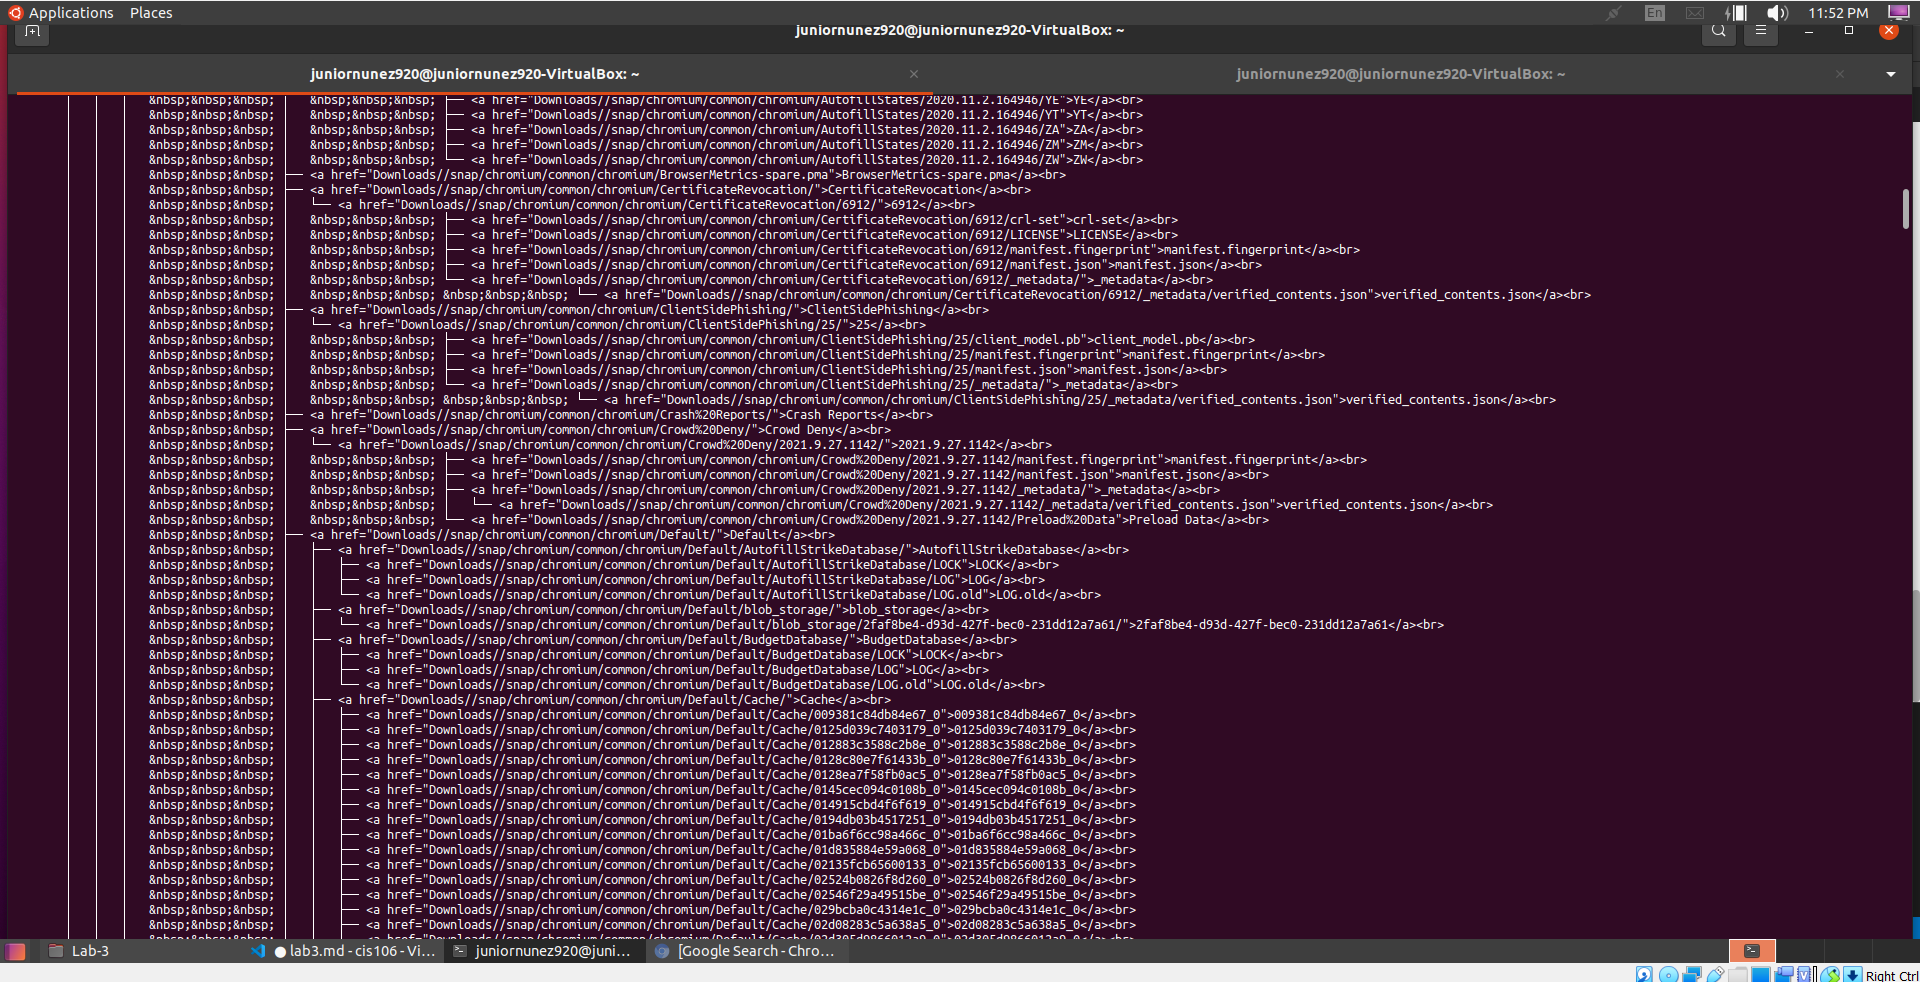 Applications Places En 11:52 PM
juniornunez920@juniornunez920-VirtualBox: ~
juniornunez920@juniornunez920-VirtualBox: ~ × juniornunez920@juniornunez920-VirtualBox: ~ ×
│ │ │ &nbsp;&nbsp;&nbsp; │ &nbsp;&nbsp;&nbsp; ├── <a href="Downloads//snap/chromium/common/chromium/AutofillStates/2020.11.2.164946/YE">YE</a><br>
│ │ │ &nbsp;&nbsp;&nbsp; │ &nbsp;&nbsp;&nbsp; ├── <a href="Downloads//snap/chromium/common/chromium/AutofillStates/2020.11.2.164946/YT">YT</a><br>
│ │ │ &nbsp;&nbsp;&nbsp; │ &nbsp;&nbsp;&nbsp; ├── <a href="Downloads//snap/chromium/common/chromium/AutofillStates/2020.11.2.164946/ZA">ZA</a><br>
│ │ │ &nbsp;&nbsp;&nbsp; │ &nbsp;&nbsp;&nbsp; ├── <a href="Downloads//snap/chromium/common/chromium/AutofillStates/2020.11.2.164946/ZM">ZM</a><br>
│ │ │ &nbsp;&nbsp;&nbsp; │ &nbsp;&nbsp;&nbsp; └── <a href="Downloads//snap/chromium/common/chromium/AutofillStates/2020.11.2.164946/ZW">ZW</a><br>
│ │ │ &nbsp;&nbsp;&nbsp; ├── <a href="Downloads//snap/chromium/common/chromium/BrowserMetrics-spare.pma">BrowserMetrics-spare.pma</a><br>
│ │ │ &nbsp;&nbsp;&nbsp; ├── <a href="Downloads//snap/chromium/common/chromium/CertificateRevocation/">CertificateRevocation</a><br>
│ │ │ &nbsp;&nbsp;&nbsp; │ └── <a href="Downloads//snap/chromium/common/chromium/CertificateRevocation/6912/">6912</a><br>
│ │ │ &nbsp;&nbsp;&nbsp; │ &nbsp;&nbsp;&nbsp; ├── <a href="Downloads//snap/chromium/common/chromium/CertificateRevocation/6912/crl-set">crl-set</a><br>
│ │ │ &nbsp;&nbsp;&nbsp; │ &nbsp;&nbsp;&nbsp; ├── <a href="Downloads//snap/chromium/common/chromium/CertificateRevocation/6912/LICENSE">LICENSE</a><br>
│ │ │ &nbsp;&nbsp;&nbsp; │ &nbsp;&nbsp;&nbsp; ├── <a href="Downloads//snap/chromium/common/chromium/CertificateRevocation/6912/manifest.fingerprint">manifest.fingerprint</a><br>
│ │ │ &nbsp;&nbsp;&nbsp; │ &nbsp;&nbsp;&nbsp; ├── <a href="Downloads//snap/chromium/common/chromium/CertificateRevocation/6912/manifest.json">manifest.json</a><br>
│ │ │ &nbsp;&nbsp;&nbsp; │ &nbsp;&nbsp;&nbsp; └── <a href="Downloads//snap/chromium/common/chromium/CertificateRevocation/6912/_metadata/">_metadata</a><br>
│ │ │ &nbsp;&nbsp;&nbsp; │ &nbsp;&nbsp;&nbsp; &nbsp;&nbsp;&nbsp; └── <a href="Downloads//snap/chromium/common/chromium/CertificateRevocation/6912/_metadata/verified_contents.json">verified_contents.json</a><br>
│ │ │ &nbsp;&nbsp;&nbsp; ├── <a href="Downloads//snap/chromium/common/chromium/ClientSidePhishing/">ClientSidePhishing</a><br>
│ │ │ &nbsp;&nbsp;&nbsp; │ └── <a href="Downloads//snap/chromium/common/chromium/ClientSidePhishing/25/">25</a><br>
│ │ │ &nbsp;&nbsp;&nbsp; │ &nbsp;&nbsp;&nbsp; ├── <a href="Downloads//snap/chromium/common/chromium/ClientSidePhishing/25/client_model.pb">client_model.pb</a><br>
│ │ │ &nbsp;&nbsp;&nbsp; │ &nbsp;&nbsp;&nbsp; ├── <a href="Downloads//snap/chromium/common/chromium/ClientSidePhishing/25/manifest.fingerprint">manifest.fingerprint</a><br>
│ │ │ &nbsp;&nbsp;&nbsp; │ &nbsp;&nbsp;&nbsp; ├── <a href="Downloads//snap/chromium/common/chromium/ClientSidePhishing/25/manifest.json">manifest.json</a><br>
│ │ │ &nbsp;&nbsp;&nbsp; │ &nbsp;&nbsp;&nbsp; └── <a href="Downloads//snap/chromium/common/chromium/ClientSidePhishing/25/_metadata/">_metadata</a><br>
│ │ │ &nbsp;&nbsp;&nbsp; │ &nbsp;&nbsp;&nbsp; &nbsp;&nbsp;&nbsp; └── <a href="Downloads//snap/chromium/common/chromium/ClientSidePhishing/25/_metadata/verified_contents.json">verified_contents.json</a><br>
│ │ │ &nbsp;&nbsp;&nbsp; ├── <a href="Downloads//snap/chromium/common/chromium/Crash%20Reports/">Crash Reports</a><br>
│ │ │ &nbsp;&nbsp;&nbsp; ├── <a href="Downloads//snap/chromium/common/chromium/Crowd%20Deny/">Crowd Deny</a><br>
│ │ │ &nbsp;&nbsp;&nbsp; │ └── <a href="Downloads//snap/chromium/common/chromium/Crowd%20Deny/2021.9.27.1142/">2021.9.27.1142</a><br>
│ │ │ &nbsp;&nbsp;&nbsp; │ &nbsp;&nbsp;&nbsp; ├── <a href="Downloads//snap/chromium/common/chromium/Crowd%20Deny/2021.9.27.1142/manifest.fingerprint">manifest.fingerprint</a><br>
│ │ │ &nbsp;&nbsp;&nbsp; │ &nbsp;&nbsp;&nbsp; ├── <a href="Downloads//snap/chromium/common/chromium/Crowd%20Deny/2021.9.27.1142/manifest.json">manifest.json</a><br>
│ │ │ &nbsp;&nbsp;&nbsp; │ &nbsp;&nbsp;&nbsp; ├── <a href="Downloads//snap/chromium/common/chromium/Crowd%20Deny/2021.9.27.1142/_metadata/">_metadata</a><br>
│ │ │ &nbsp;&nbsp;&nbsp; │ &nbsp;&nbsp;&nbsp; │ └── <a href="Downloads//snap/chromium/common/chromium/Crowd%20Deny/2021.9.27.1142/_metadata/verified_contents.json">verified_contents.json</a><br>
│ │ │ &nbsp;&nbsp;&nbsp; │ &nbsp;&nbsp;&nbsp; └── <a href="Downloads//snap/chromium/common/chromium/Crowd%20Deny/2021.9.27.1142/Preload%20Data">Preload Data</a><br>
│ │ │ &nbsp;&nbsp;&nbsp; ├── <a href="Downloads//snap/chromium/common/chromium/Default/">Default</a><br>
│ │ │ &nbsp;&nbsp;&nbsp; │ ├── <a href="Downloads//snap/chromium/common/chromium/Default/AutofillStrikeDatabase/">AutofillStrikeDatabase</a><br>
│ │ │ &nbsp;&nbsp;&nbsp; │ │ ├── <a href="Downloads//snap/chromium/common/chromium/Default/AutofillStrikeDatabase/LOCK">LOCK</a><br>
│ │ │ &nbsp;&nbsp;&nbsp; │ │ ├── <a href="Downloads//snap/chromium/common/chromium/Default/AutofillStrikeDatabase/LOG">LOG</a><br>
│ │ │ &nbsp;&nbsp;&nbsp; │ │ └── <a href="Downloads//snap/chromium/common/chromium/Default/AutofillStrikeDatabase/LOG.old">LOG.old</a><br>
│ │ │ &nbsp;&nbsp;&nbsp; │ ├── <a href="Downloads//snap/chromium/common/chromium/Default/blob_storage/">blob_storage</a><br>
│ │ │ &nbsp;&nbsp;&nbsp; │ │ └── <a href="Downloads//snap/chromium/common/chromium/Default/blob_storage/2faf8be4-d93d-427f-bec0-231dd12a7a61/">2faf8be4-d93d-427f-bec0-231dd12a7a61</a><br>
│ │ │ &nbsp;&nbsp;&nbsp; │ ├── <a href="Downloads//snap/chromium/common/chromium/Default/BudgetDatabase/">BudgetDatabase</a><br>
│ │ │ &nbsp;&nbsp;&nbsp; │ │ ├── <a href="Downloads//snap/chromium/common/chromium/Default/BudgetDatabase/LOCK">LOCK</a><br>
│ │ │ &nbsp;&nbsp;&nbsp; │ │ ├── <a href="Downloads//snap/chromium/common/chromium/Default/BudgetDatabase/LOG">LOG</a><br>
│ │ │ &nbsp;&nbsp;&nbsp; │ │ └── <a href="Downloads//snap/chromium/common/chromium/Default/BudgetDatabase/LOG.old">LOG.old</a><br>
│ │ │ &nbsp;&nbsp;&nbsp; │ ├── <a href="Downloads//snap/chromium/common/chromium/Default/Cache/">Cache</a><br>
│ │ │ &nbsp;&nbsp;&nbsp; │ │ ├── <a href="Downloads//snap/chromium/common/chromium/Default/Cache/009381c84db84e67_0">009381c84db84e67_0</a><br>
│ │ │ &nbsp;&nbsp;&nbsp; │ │ ├── <a href="Downloads//snap/chromium/common/chromium/Default/Cache/0125d039c7403179_0">0125d039c7403179_0</a><br>
│ │ │ &nbsp;&nbsp;&nbsp; │ │ ├── <a href="Downloads//snap/chromium/common/chromium/Default/Cache/012883c3588c2b8e_0">012883c3588c2b8e_0</a><br>
│ │ │ &nbsp;&nbsp;&nbsp; │ │ ├── <a href="Downloads//snap/chromium/common/chromium/Default/Cache/0128c80e7f61433b_0">0128c80e7f61433b_0</a><br>
│ │ │ &nbsp;&nbsp;&nbsp; │ │ ├── <a href="Downloads//snap/chromium/common/chromium/Default/Cache/0128ea7f58fb0ac5_0">0128ea7f58fb0ac5_0</a><br>
│ │ │ &nbsp;&nbsp;&nbsp; │ │ ├── <a href="Downloads//snap/chromium/common/chromium/Default/Cache/0145cec094c0108b_0">0145cec094c0108b_0</a><br>
│ │ │ &nbsp;&nbsp;&nbsp; │ │ ├── <a href="Downloads//snap/chromium/common/chromium/Default/Cache/014915cbd4f6f619_0">014915cbd4f6f619_0</a><br>
│ │ │ &nbsp;&nbsp;&nbsp; │ │ ├── <a href="Downloads//snap/chromium/common/chromium/Default/Cache/0194db03b4517251_0">0194db03b4517251_0</a><br>
│ │ │ &nbsp;&nbsp;&nbsp; │ │ ├── <a href="Downloads//snap/chromium/common/chromium/Default/Cache/01ba6f6cc98a466c_0">01ba6f6cc98a466c_0</a><br>
│ │ │ &nbsp;&nbsp;&nbsp; │ │ ├── <a href="Downloads//snap/chromium/common/chromium/Default/Cache/01d835884e59a068_0">01d835884e59a068_0</a><br>
│ │ │ &nbsp;&nbsp;&nbsp; │ │ ├── <a href="Downloads//snap/chromium/common/chromium/Default/Cache/02135fcb65600133_0">02135fcb65600133_0</a><br>
│ │ │ &nbsp;&nbsp;&nbsp; │ │ ├── <a href="Downloads//snap/chromium/common/chromium/Default/Cache/02524b0826f8d260_0">02524b0826f8d260_0</a><br>
│ │ │ &nbsp;&nbsp;&nbsp; │ │ ├── <a href="Downloads//snap/chromium/common/chromium/Default/Cache/02546f29a49515be_0">02546f29a49515be_0</a><br>
│ │ │ &nbsp;&nbsp;&nbsp; │ │ ├── <a href="Downloads//snap/chromium/common/chromium/Default/Cache/029bcba0c4314e1c_0">029bcba0c4314e1c_0</a><br>
│ │ │ &nbsp;&nbsp;&nbsp; │ │ ├── <a href="Downloads//snap/chromium/common/chromium/Default/Cache/02d08283c5a638a5_0">02d08283c5a638a5_0</a><br>
Lab-3 ● lab3.md - cis106 - Vi... juniornunez920@juni... [Google Search - Chro...
Right Ctrl